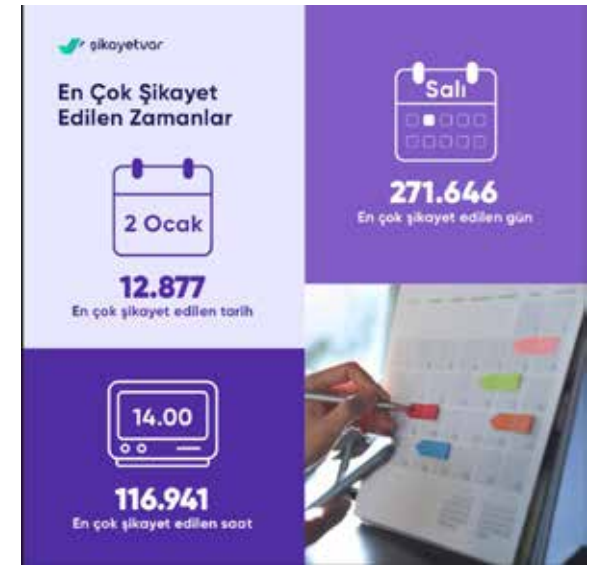 şikayetvar
En Çok Şikayet
Edilen Zamanlar
2 Ocak
12.877
En çok şikayet edilen tarih
Salı
271.646
En çok şikayet edilen gün
14.00
116.941
En çok şikayet edilen saat